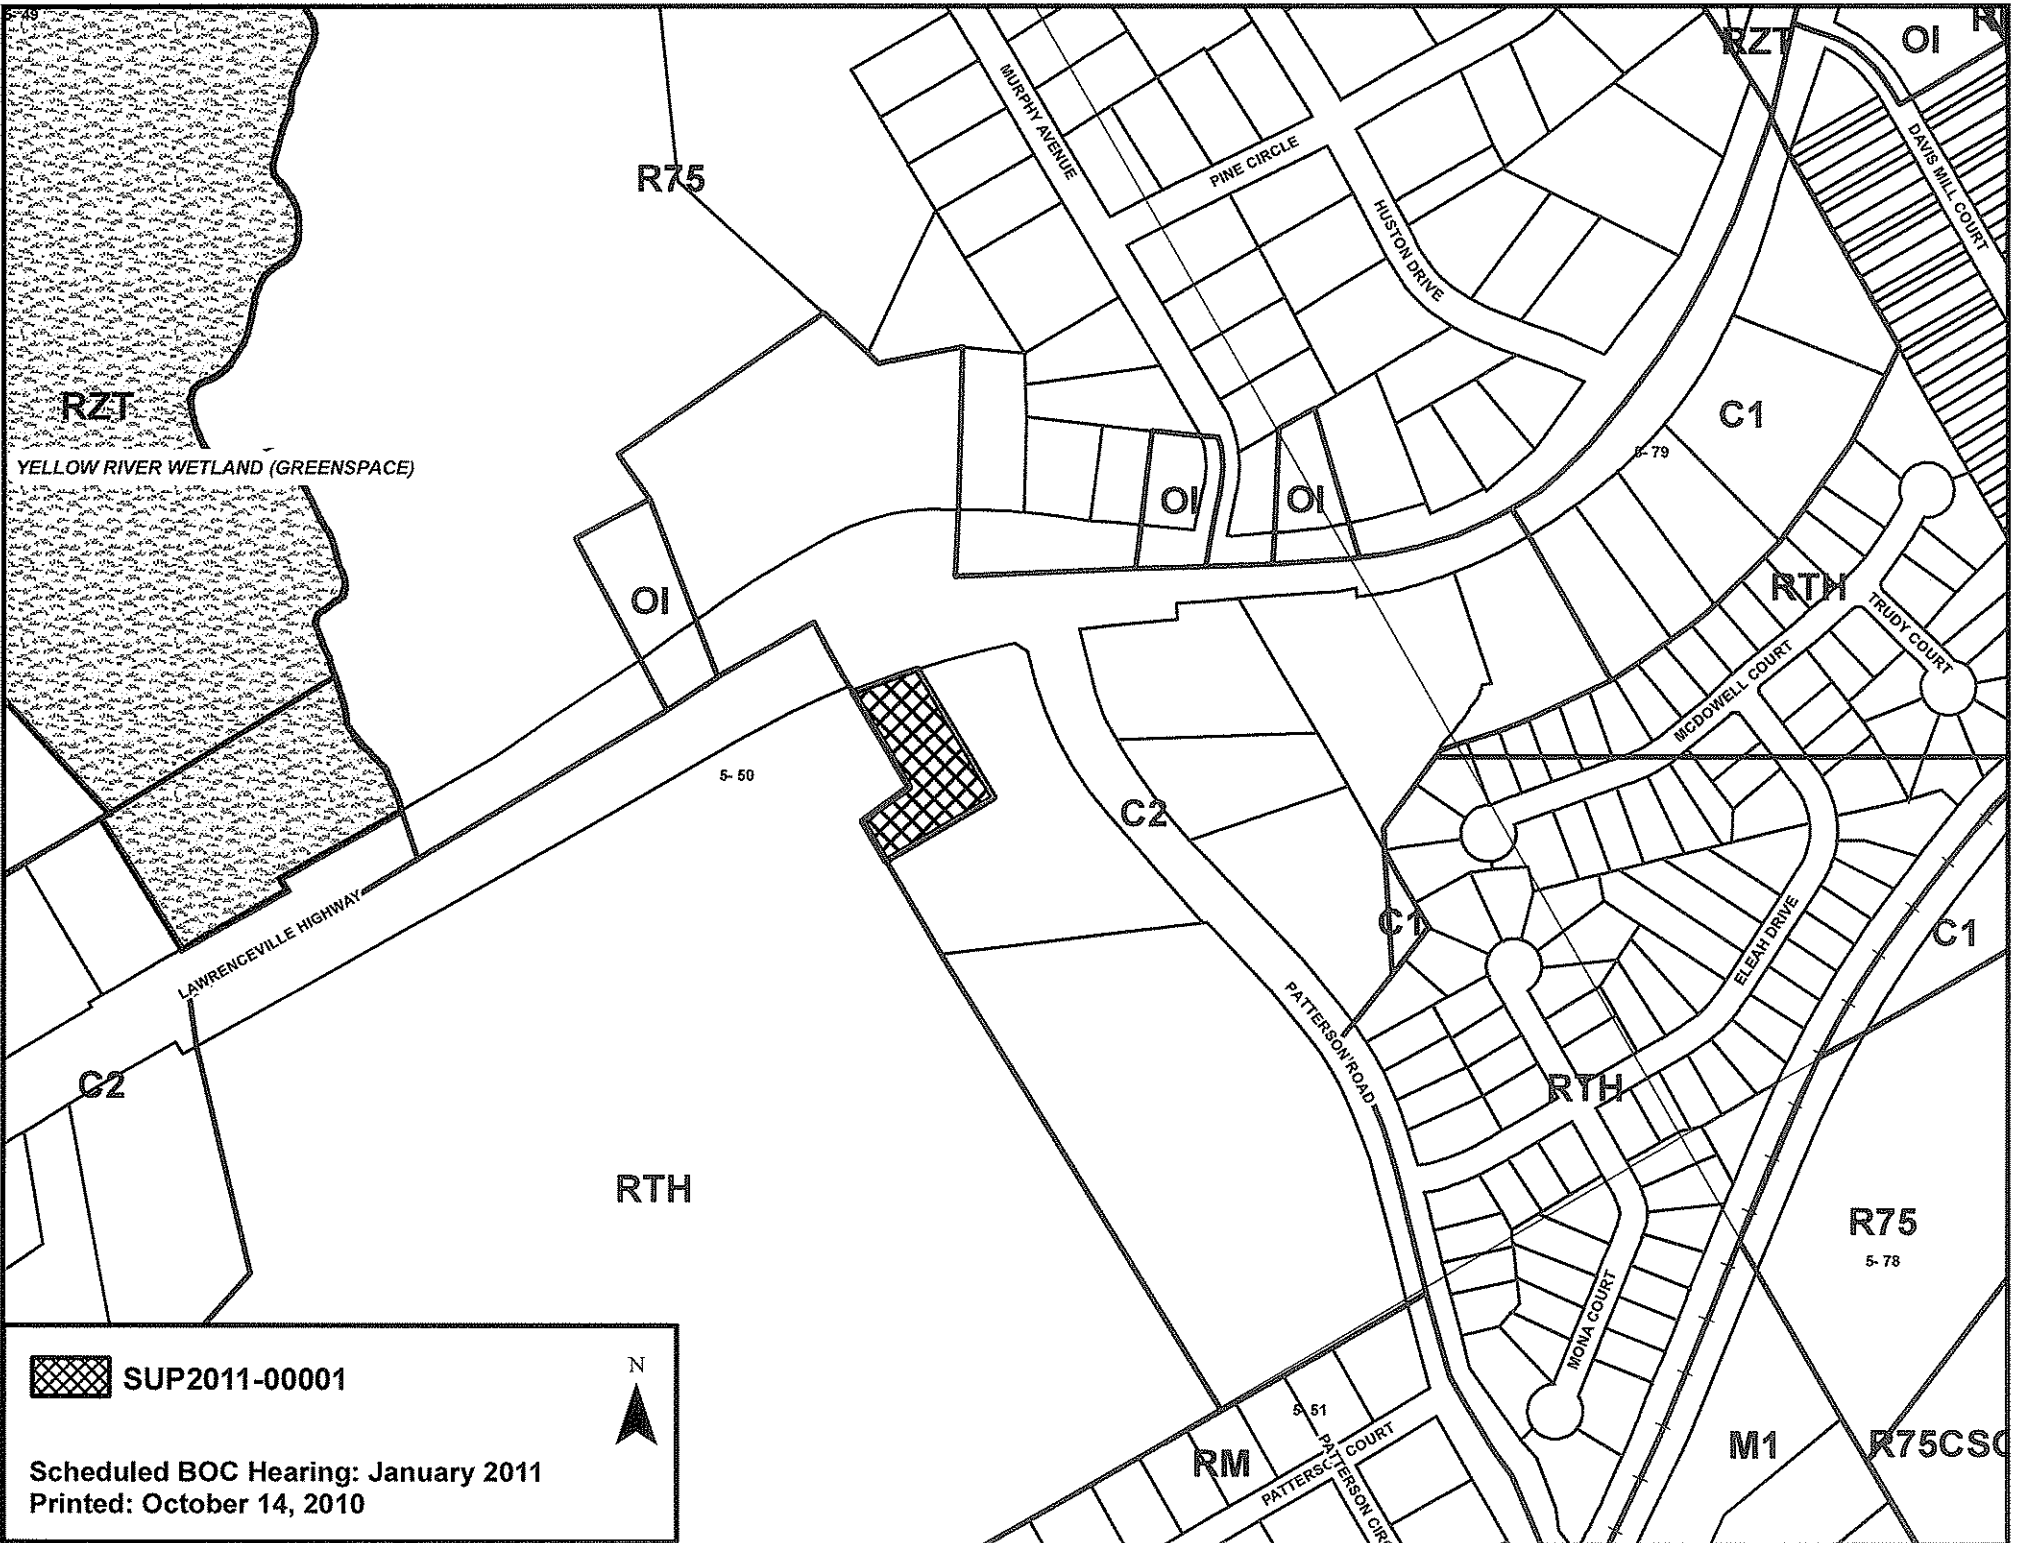 5-49
RZT
OI
MURPHY AVENUE
DAVIS MILL COURT
R75
PINE CIRCLE
HUSTON DRIVE
RZT
C1
5-79
YELLOW RIVER WETLAND (GREENSPACE)
OI
OI
OI
RTH
TRUDY COURT
MCDOWELL COURT
5- 50
C2
LAWRENCEVILLE HIGHWAY
C1
ELEAH DRIVE
C1
PATTERSON ROAD
C2
RTH
RTH
R75
5- 78
MONA COURT
SUP2011-00001
N
5-51
PATTERSON CIRC
COURT
RM
M1
R75CSO
Scheduled BOC Hearing: January 2011
Printed: October 14, 2010